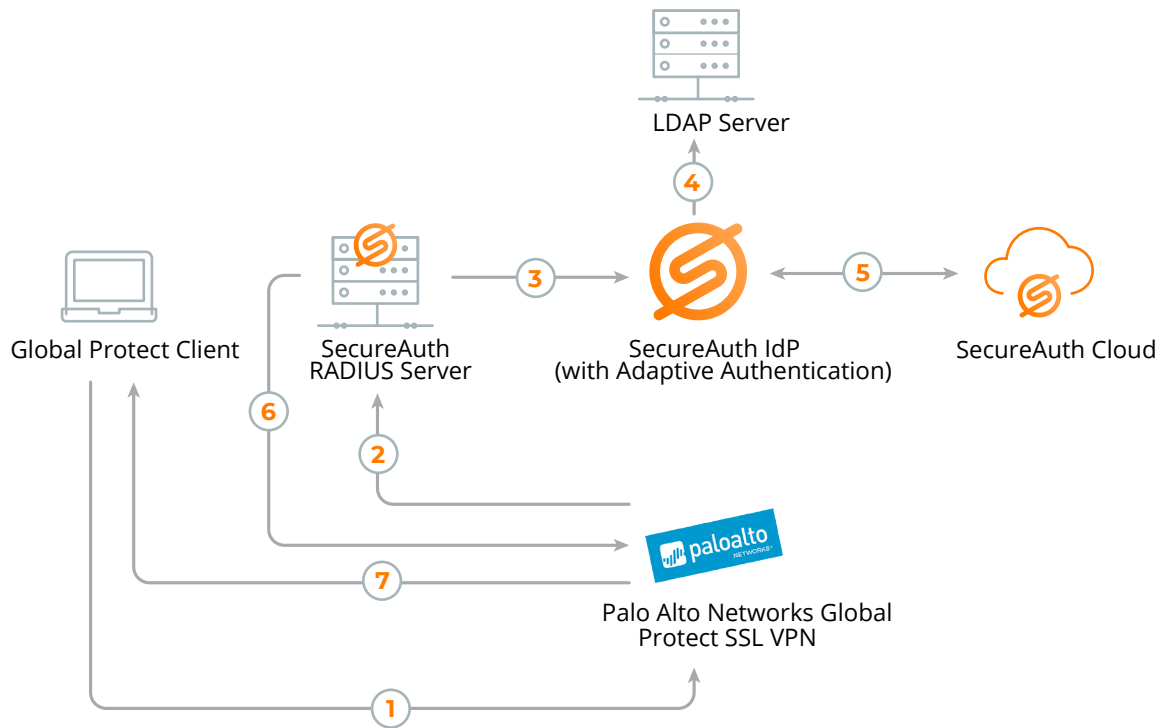 LDAP Server
4
3
5
Global Protect Client
SecureAuth
RADIUS Server
SecureAuth IdP
(with Adaptive Authentication)
SecureAuth Cloud
6
2
paloalto
NETWORKS®
7
Palo Alto Networks Global
Protect SSL VPN
1